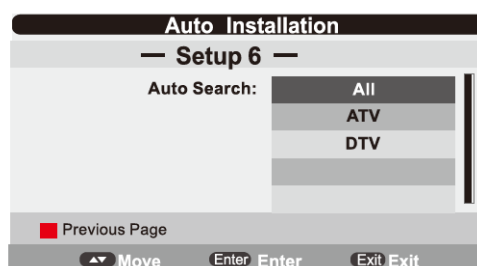 Auto Installation
— Setup 6 —
Auto Search: All
ATV
DTV
Previous Page
Move Enter Enter Exit Exit